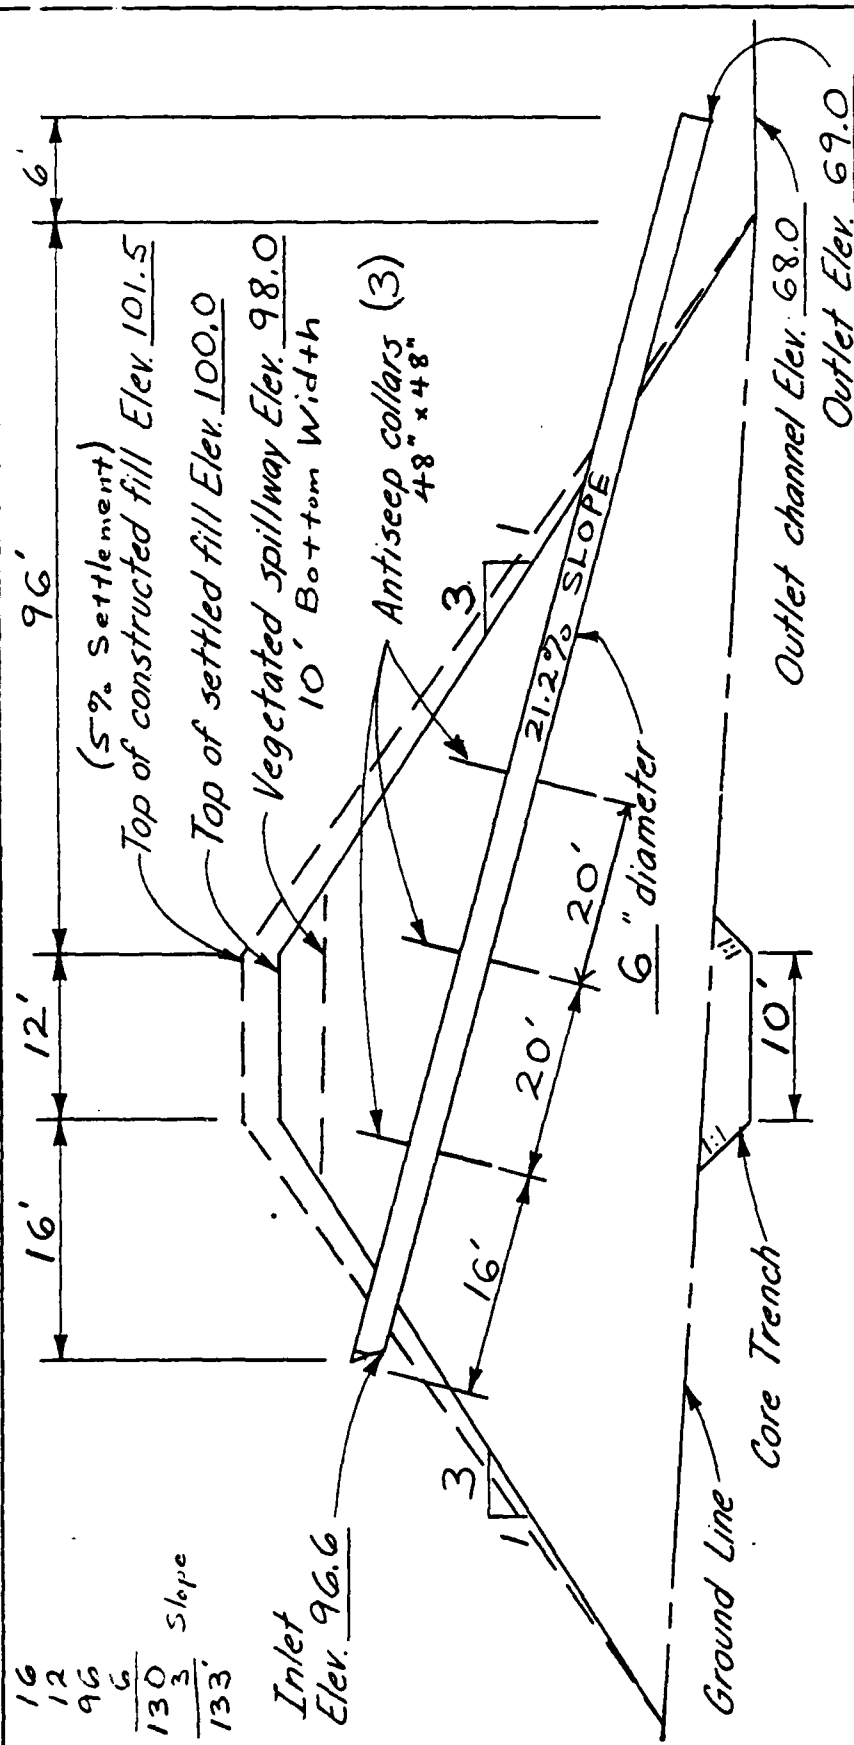 16
12
96
6
130
3 Slope
133'
16'
12'
96'
6'
(5% Settlement)
Top of constructed fill Elev. 101.5
Top of settled fill Elev. 100.0
Vegetated spillway Elev. 98.0
10' Bottom Width
Antiseep collars (3)
48" x 48"
Inlet
Elev. 96.6
3
1
3
1
21.2% SLOPE
16'
20'
20'
6" diameter
1:1
1:1
10'
Ground Line
Core Trench
Outlet channel Elev. 68.0
Outlet Elev. 69.0